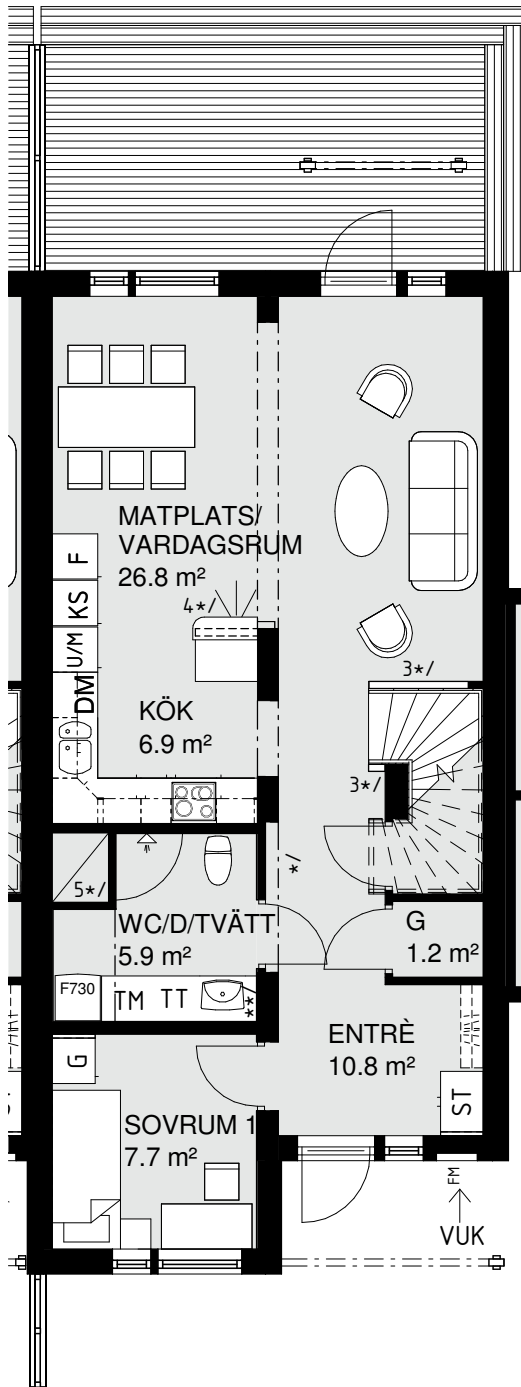 MATPLATS/
VARDAGSRUM
26.8 m²
F
KS
U/M
DM
4*/
KÖK
6.9 m²
3*/
3*/
*/
5*/
WC/D/TVÄTT
5.9 m²
G
1.2 m²
F730
TM TT
**/
ENTRÈ
10.8 m²
G
ST
SOVRUM 1
7.7 m²
FM
VUK